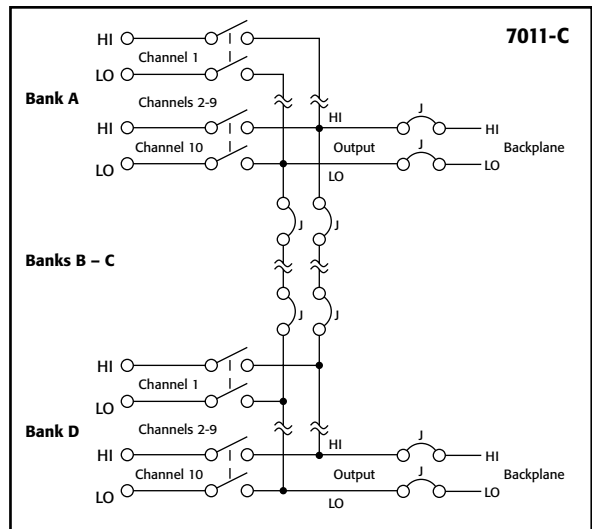 7011-C
HI
Channel 1
LO
Bank A
Channels 2-9
HI
HI
J
HI
Channel 10
Output
Backplane
LO
J
LO
LO
J
J
Banks B – C
J
J
HI
Channel 1
LO
Bank D
Channels 2-9
HI
HI
J
HI
Channel 10
Output
Backplane
LO
J
LO
LO